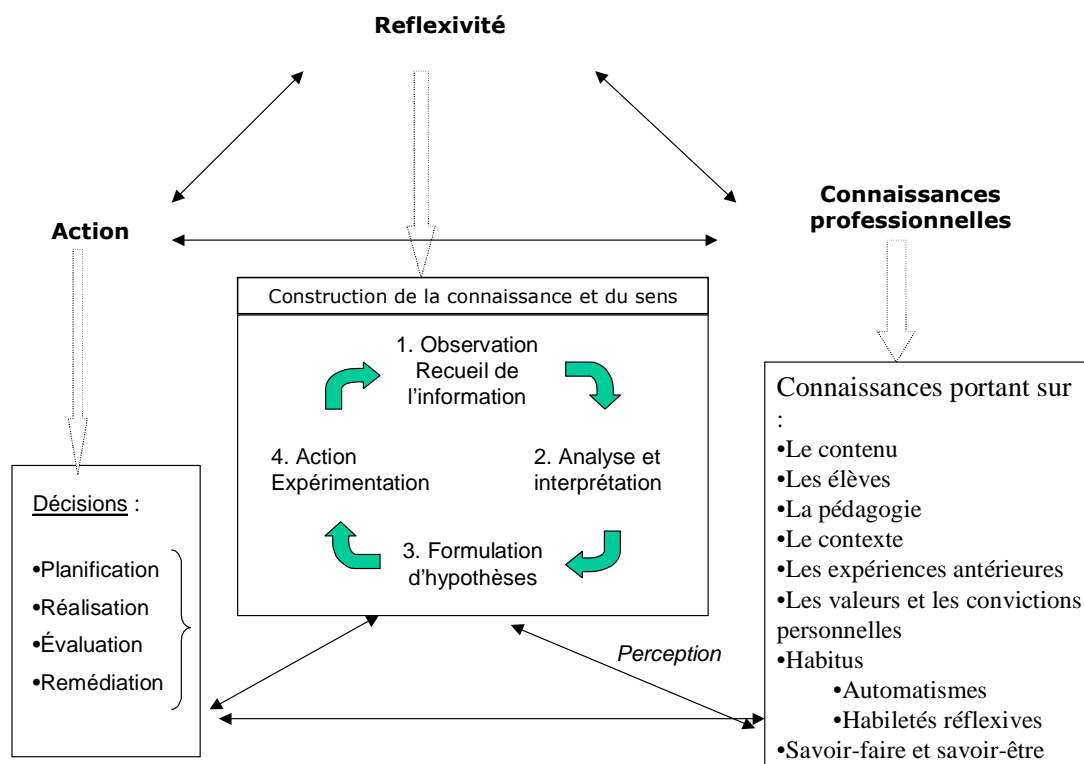 Reflexivité
Action
Connaissances
professionnelles
Construction de la connaissance et du sens
1. Observation
Recueil de
l'information
2. Analyse et
interprétation
3. Formulation
d'hypothèses
4. Action
Expérimentation
Décisions :
•Planification
•Réalisation
•Évaluation
•Remédiation
Perception
Connaissances portant sur
:
•Le contenu
•Les élèves
•La pédagogie
•Le contexte
•Les expériences antérieures
•Les valeurs et les convictions
personnelles
•Habitus
•Automatismes
•Habiletés réflexives
•Savoir-faire et savoir-être